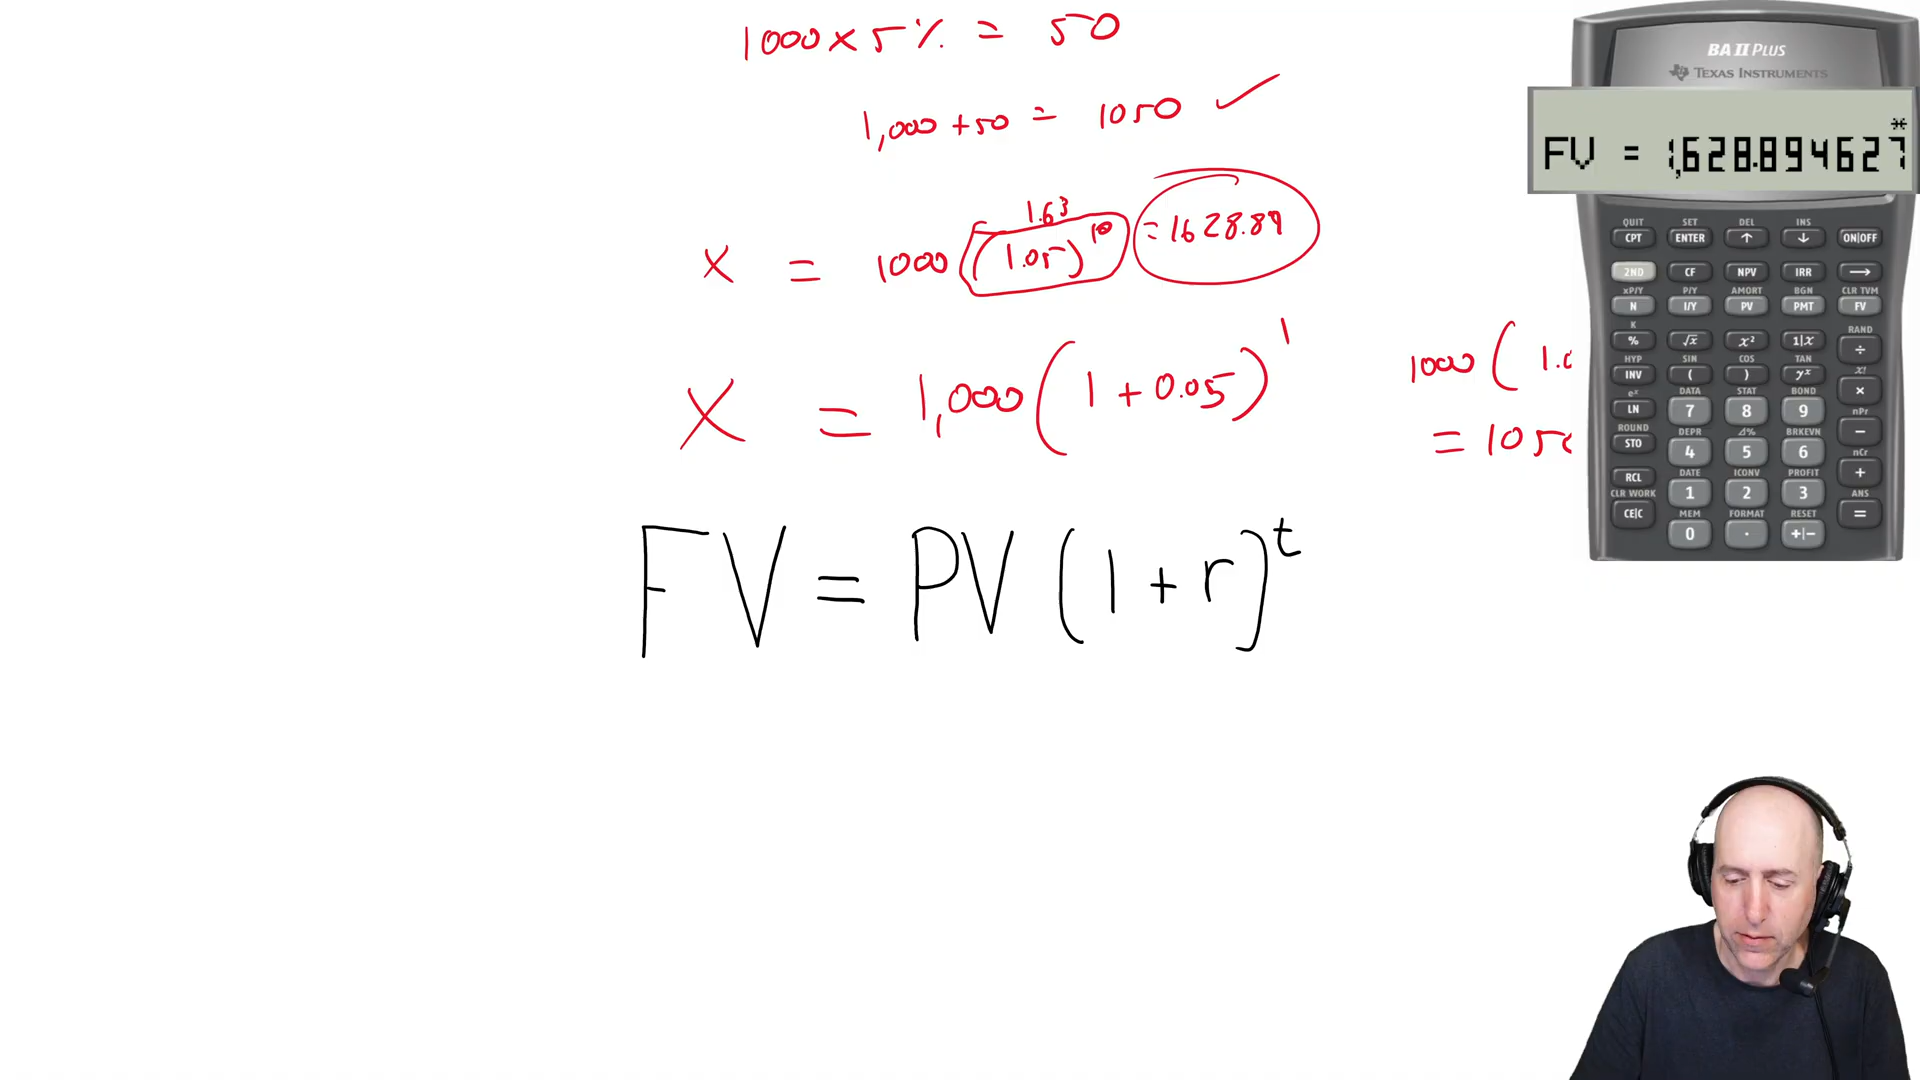 1000 x 5% = 50
1,000 + 50 = 1050 ✓
1.63
X = 1000 (1.05)^10 = 1628.89
X = 1,000 (1 + 0.05)^1
1000 ( 1.0
= 105
FV = PV (1 + r)^t
BA II PLUS
TEXAS INSTRUMENTS
FV = 1,628.894627
QUIT SET DEL INS
CPT ENTER ↑ ↓ ON|OFF
2ND CF NPV IRR →
xP/Y P/Y AMORT BGN CLR TVM
N I/Y PV PMT FV
K RAND
% √x x² 1|x ÷
HYP SIN COS TAN x!
INV ( ) yˣ ×
eˣ DATA STAT BOND nPr
LN 7 8 9 −
ROUND DEPR Δ% BRKEVN nCr
STO 4 5 6 +
DATE ICONV PROFIT
RCL 1 2 3
CLR WORK MEM FORMAT RESET ANS
CE|C 0 . +|− =